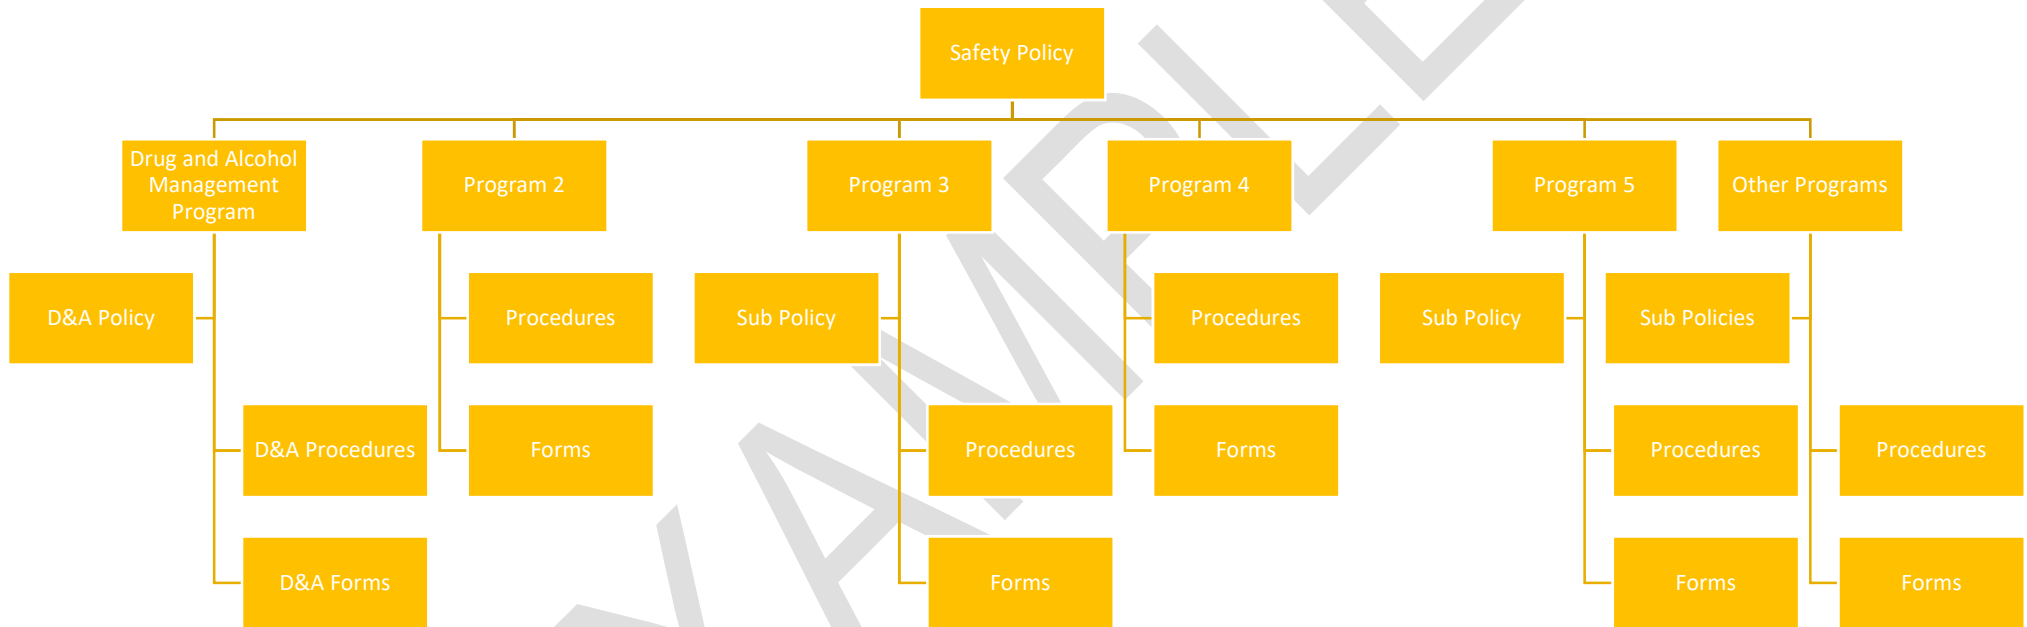 Safety Policy
Drug and Alcohol
Management
Program
Program 2
Program 3
Program 4
Program 5
Other Programs
D&A Policy
Procedures
Sub Policy
Procedures
Sub Policy
Sub Policies
D&A Procedures
Forms
Procedures
Forms
Procedures
Procedures
D&A Forms
Forms
Forms
Forms